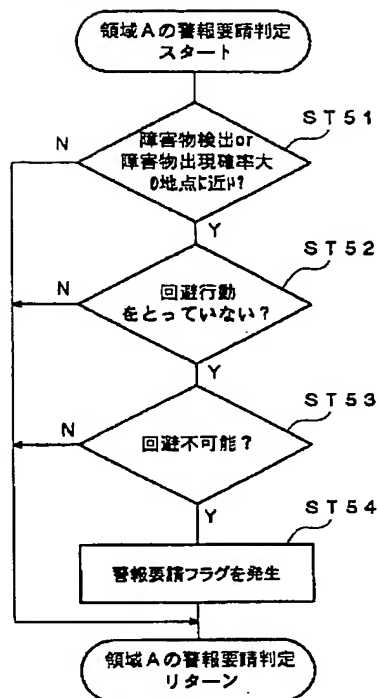 領域Aの警報要請判定
スタート
ST51
N
障害物検出or
障害物出現確率大
の地点に近い?
Y
ST52
N
回避行動
をとっていない?
Y
ST53
N
回避不可能?
Y
ST54
警報要請フラグを発生
領域Aの警報要請判定
リターン